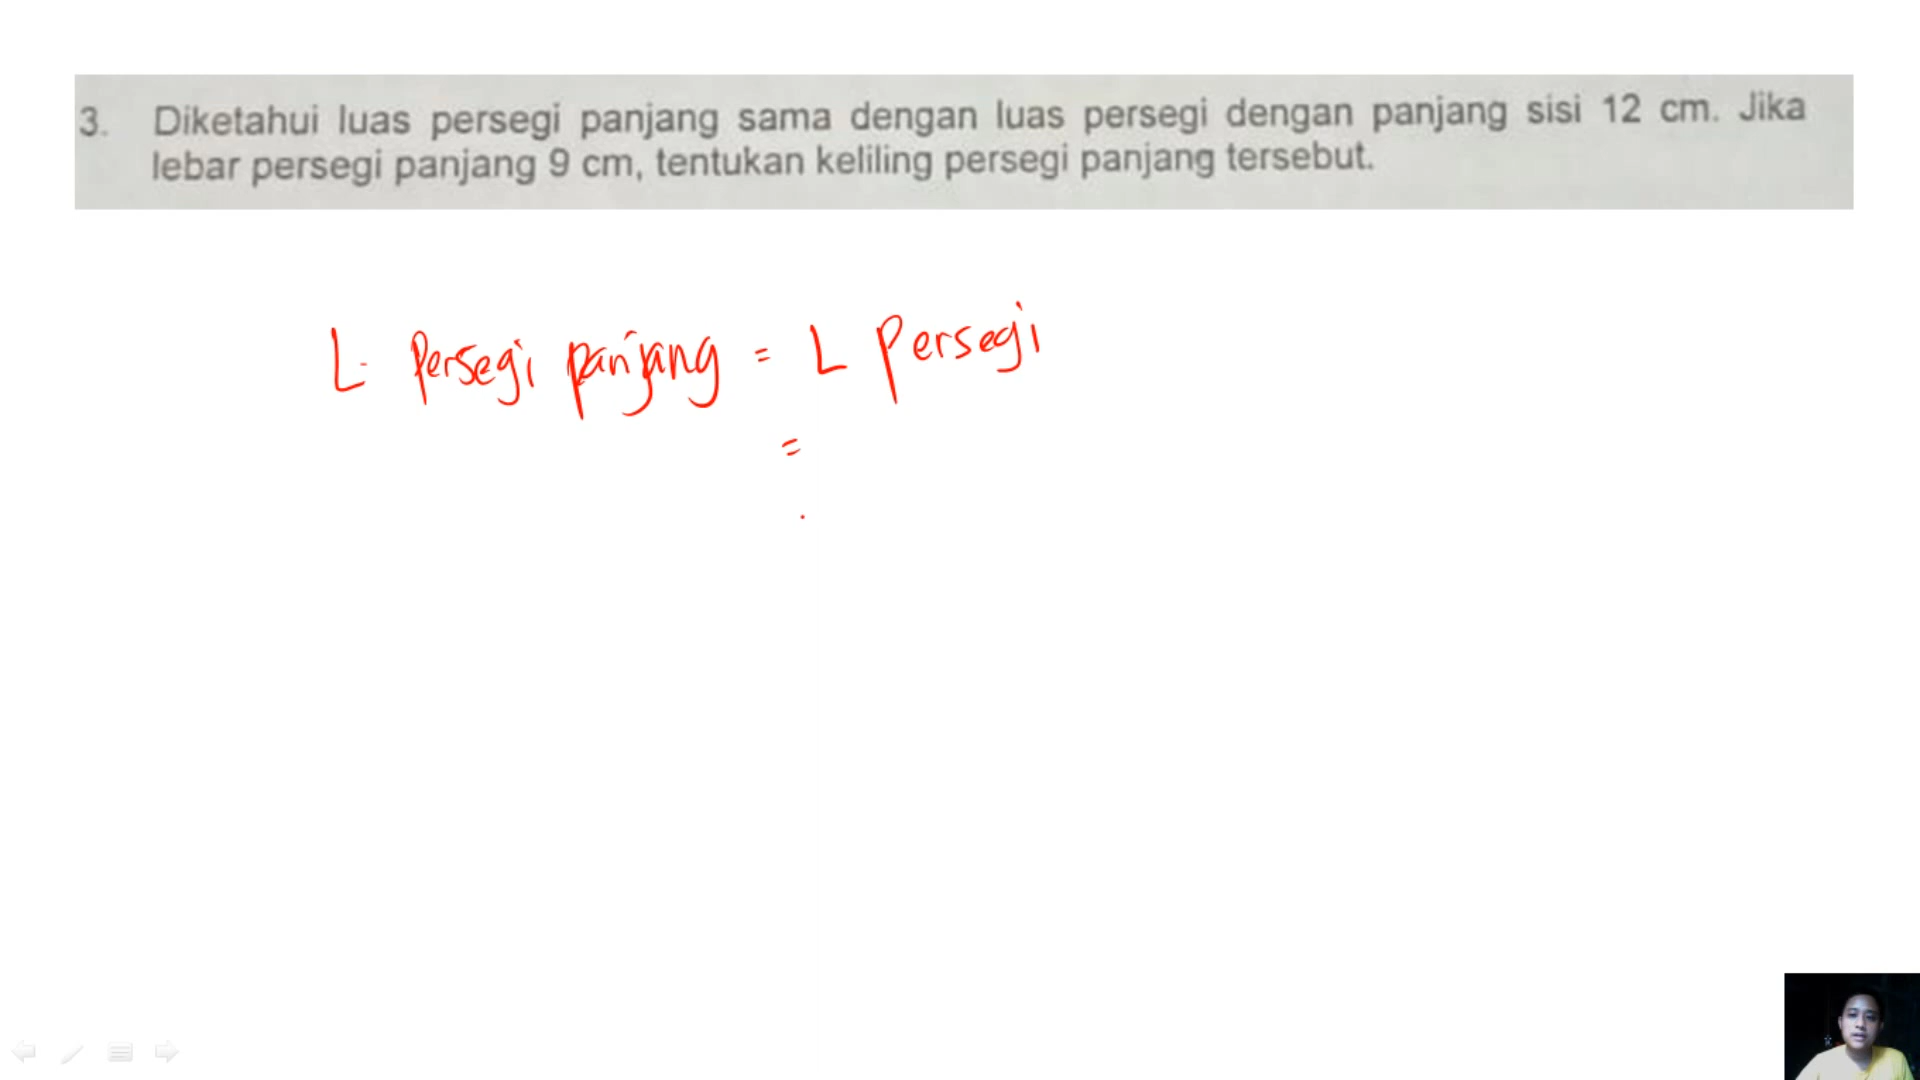 3. Diketahui luas persegi panjang sama dengan luas persegi dengan panjang sisi 12 cm. Jika
lebar persegi panjang 9 cm, tentukan keliling persegi panjang tersebut.
L. Persegi panjang = L Persegi
=